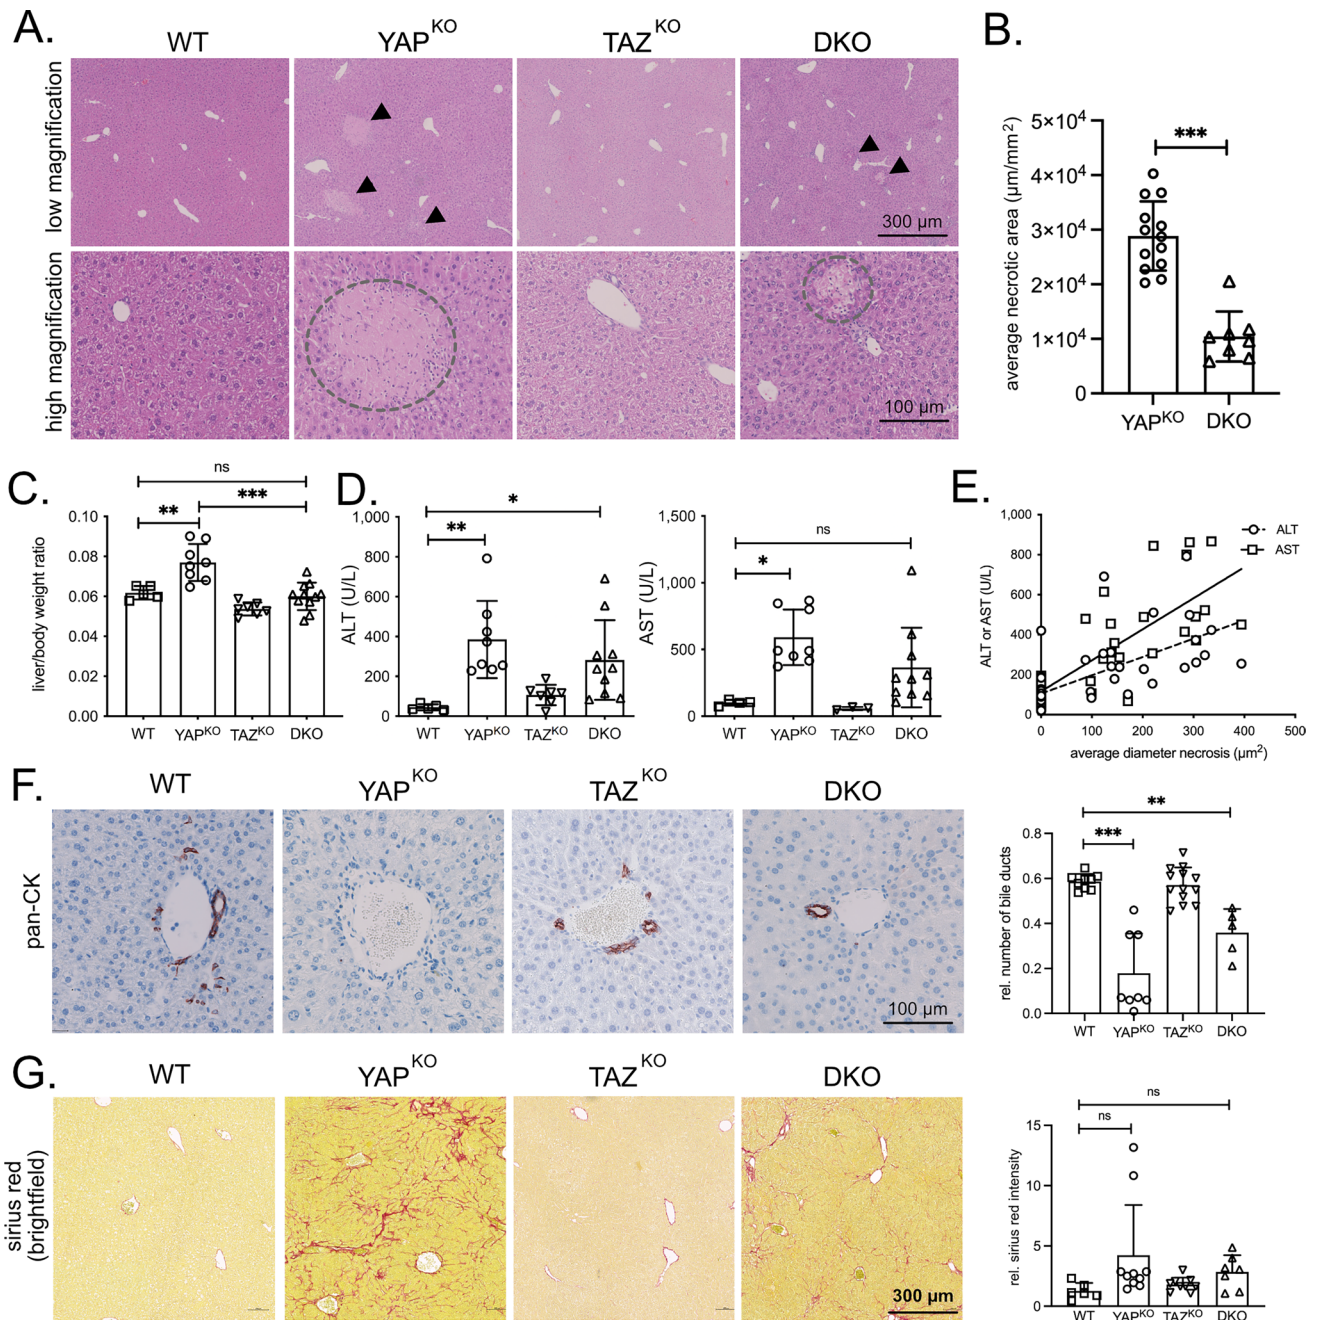 A.
WT
YAP^KO
TAZ^KO
DKO
low magnification
300 µm
high magnification
100 µm
B.
average necrotic area (µm/mm²)
5×10⁴
4×10⁴
3×10⁴
2×10⁴
1×10⁴
0
***
YAP^KO
DKO
C.
ns
***
**
liver/body weight ratio
0.10
0.08
0.06
0.04
0.02
0.00
WT
YAP^KO
TAZ^KO
DKO
D.
*
**
ALT (U/L)
1,000
800
600
400
200
0
WT
YAP^KO
TAZ^KO
DKO
ns
*
AST (U/L)
1,500
1,000
500
0
WT
YAP^KO
TAZ^KO
DKO
E.
ALT
AST
ALT or AST (U/L)
1,000
800
600
400
200
0
0
100
200
300
400
500
average diameter necrosis (µm²)
F.
WT
YAP^KO
TAZ^KO
DKO
pan-CK
100 µm
**
***
rel. number of bile ducts
0.8
0.6
0.4
0.2
0.0
WT
YAP^KO
TAZ^KO
DKO
G.
WT
YAP^KO
TAZ^KO
DKO
sirius red
(brightfield)
300 µm
ns
ns
rel. sirius red intensity
15
10
5
0
WT
YAP^KO
TAZ^KO
DKO